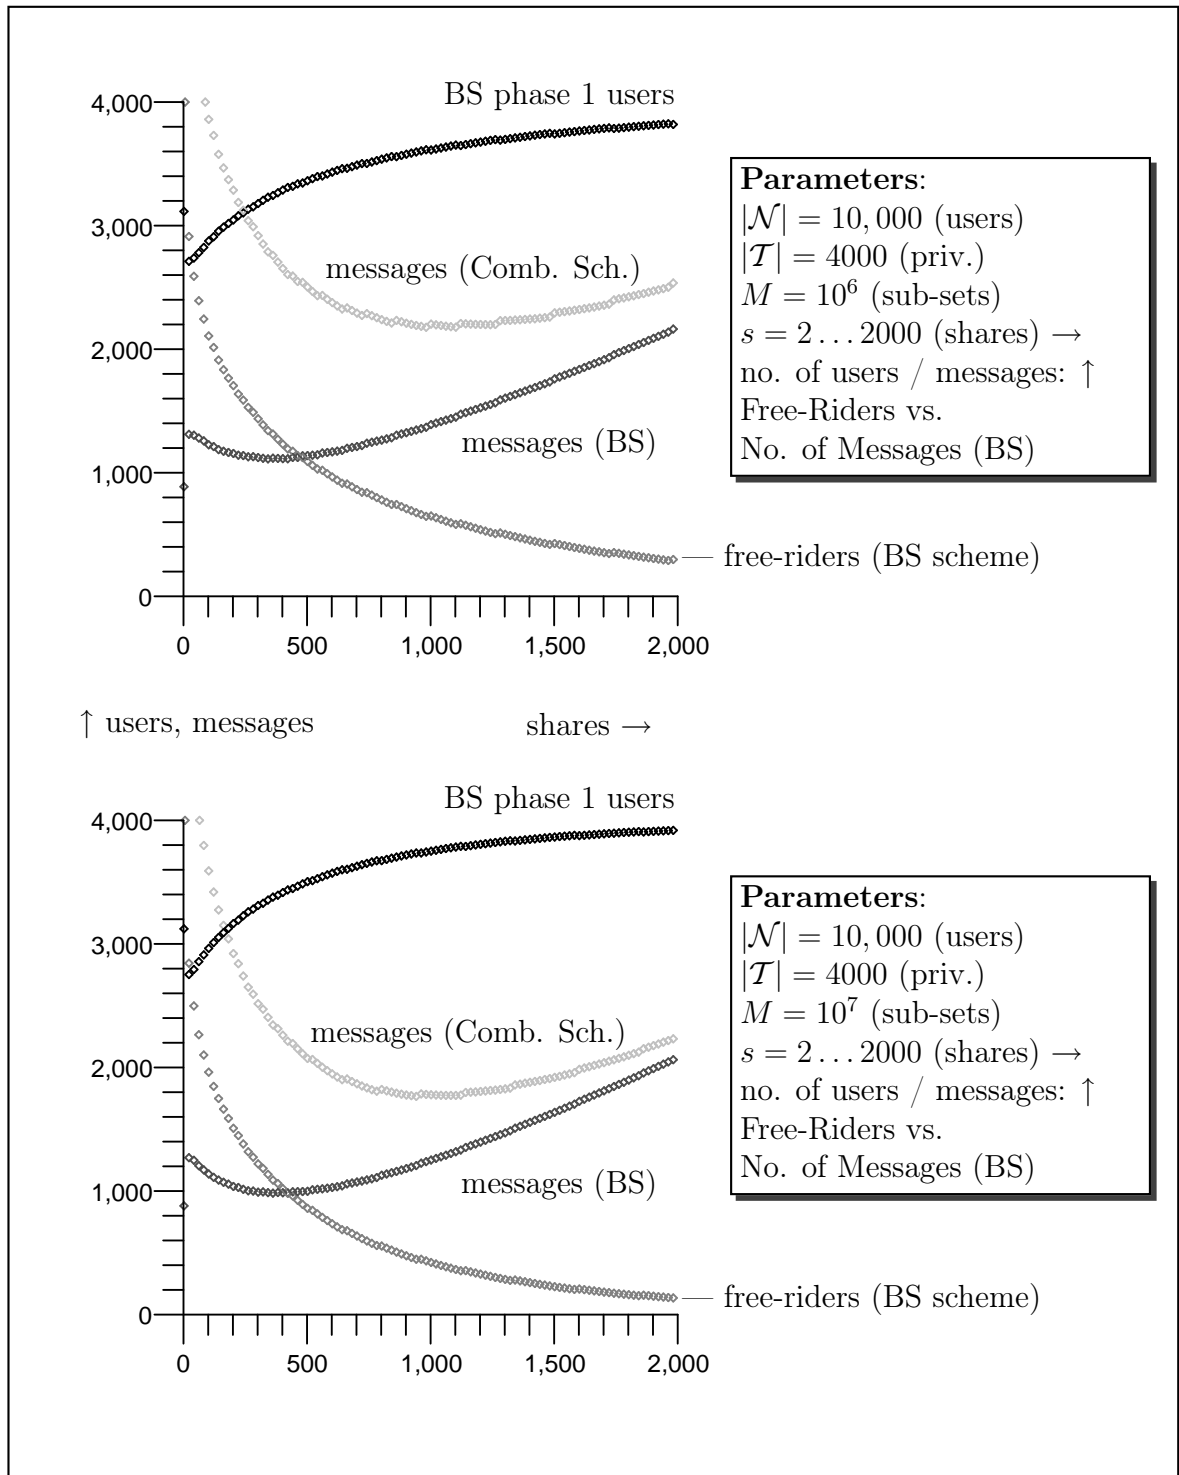 BS phase 1 users
4,000
3,000
2,000
1,000
0
messages (Comb. Sch.)
messages (BS)
— free-riders (BS scheme)
0 500 1,000 1,500 2,000
Parameters:
|𝒩| = 10,000 (users)
|𝒯| = 4000 (priv.)
M = 10⁶ (sub-sets)
s = 2...2000 (shares) →
no. of users / messages: ↑
Free-Riders vs.
No. of Messages (BS)
↑ users, messages shares →
BS phase 1 users
4,000
3,000
2,000
1,000
0
messages (Comb. Sch.)
messages (BS)
— free-riders (BS scheme)
0 500 1,000 1,500 2,000
Parameters:
|𝒩| = 10,000 (users)
|𝒯| = 4000 (priv.)
M = 10⁷ (sub-sets)
s = 2...2000 (shares) →
no. of users / messages: ↑
Free-Riders vs.
No. of Messages (BS)